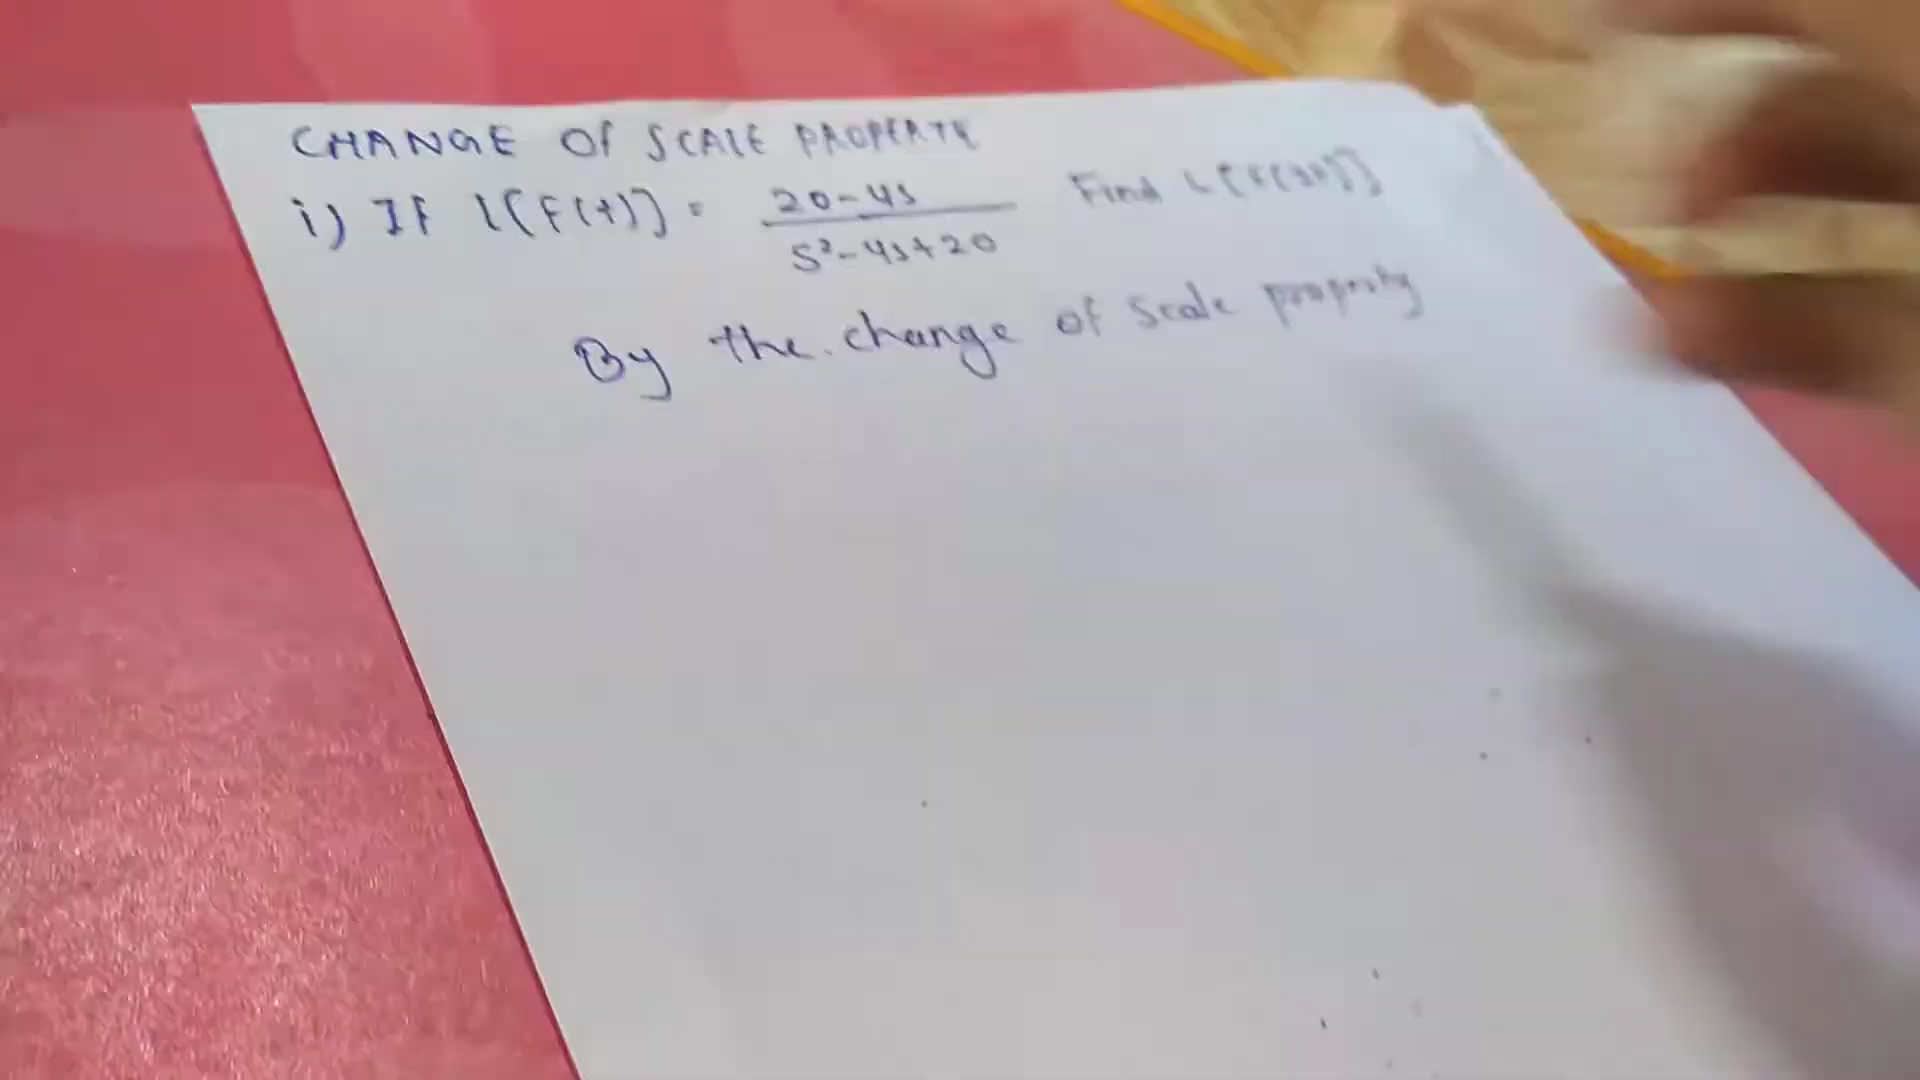 CHANGE OF SCALE PROPERTY
i) If L[f(t)] = 20-4s / s²-4s+20 Find L[f(3t)]
By the change of scale property